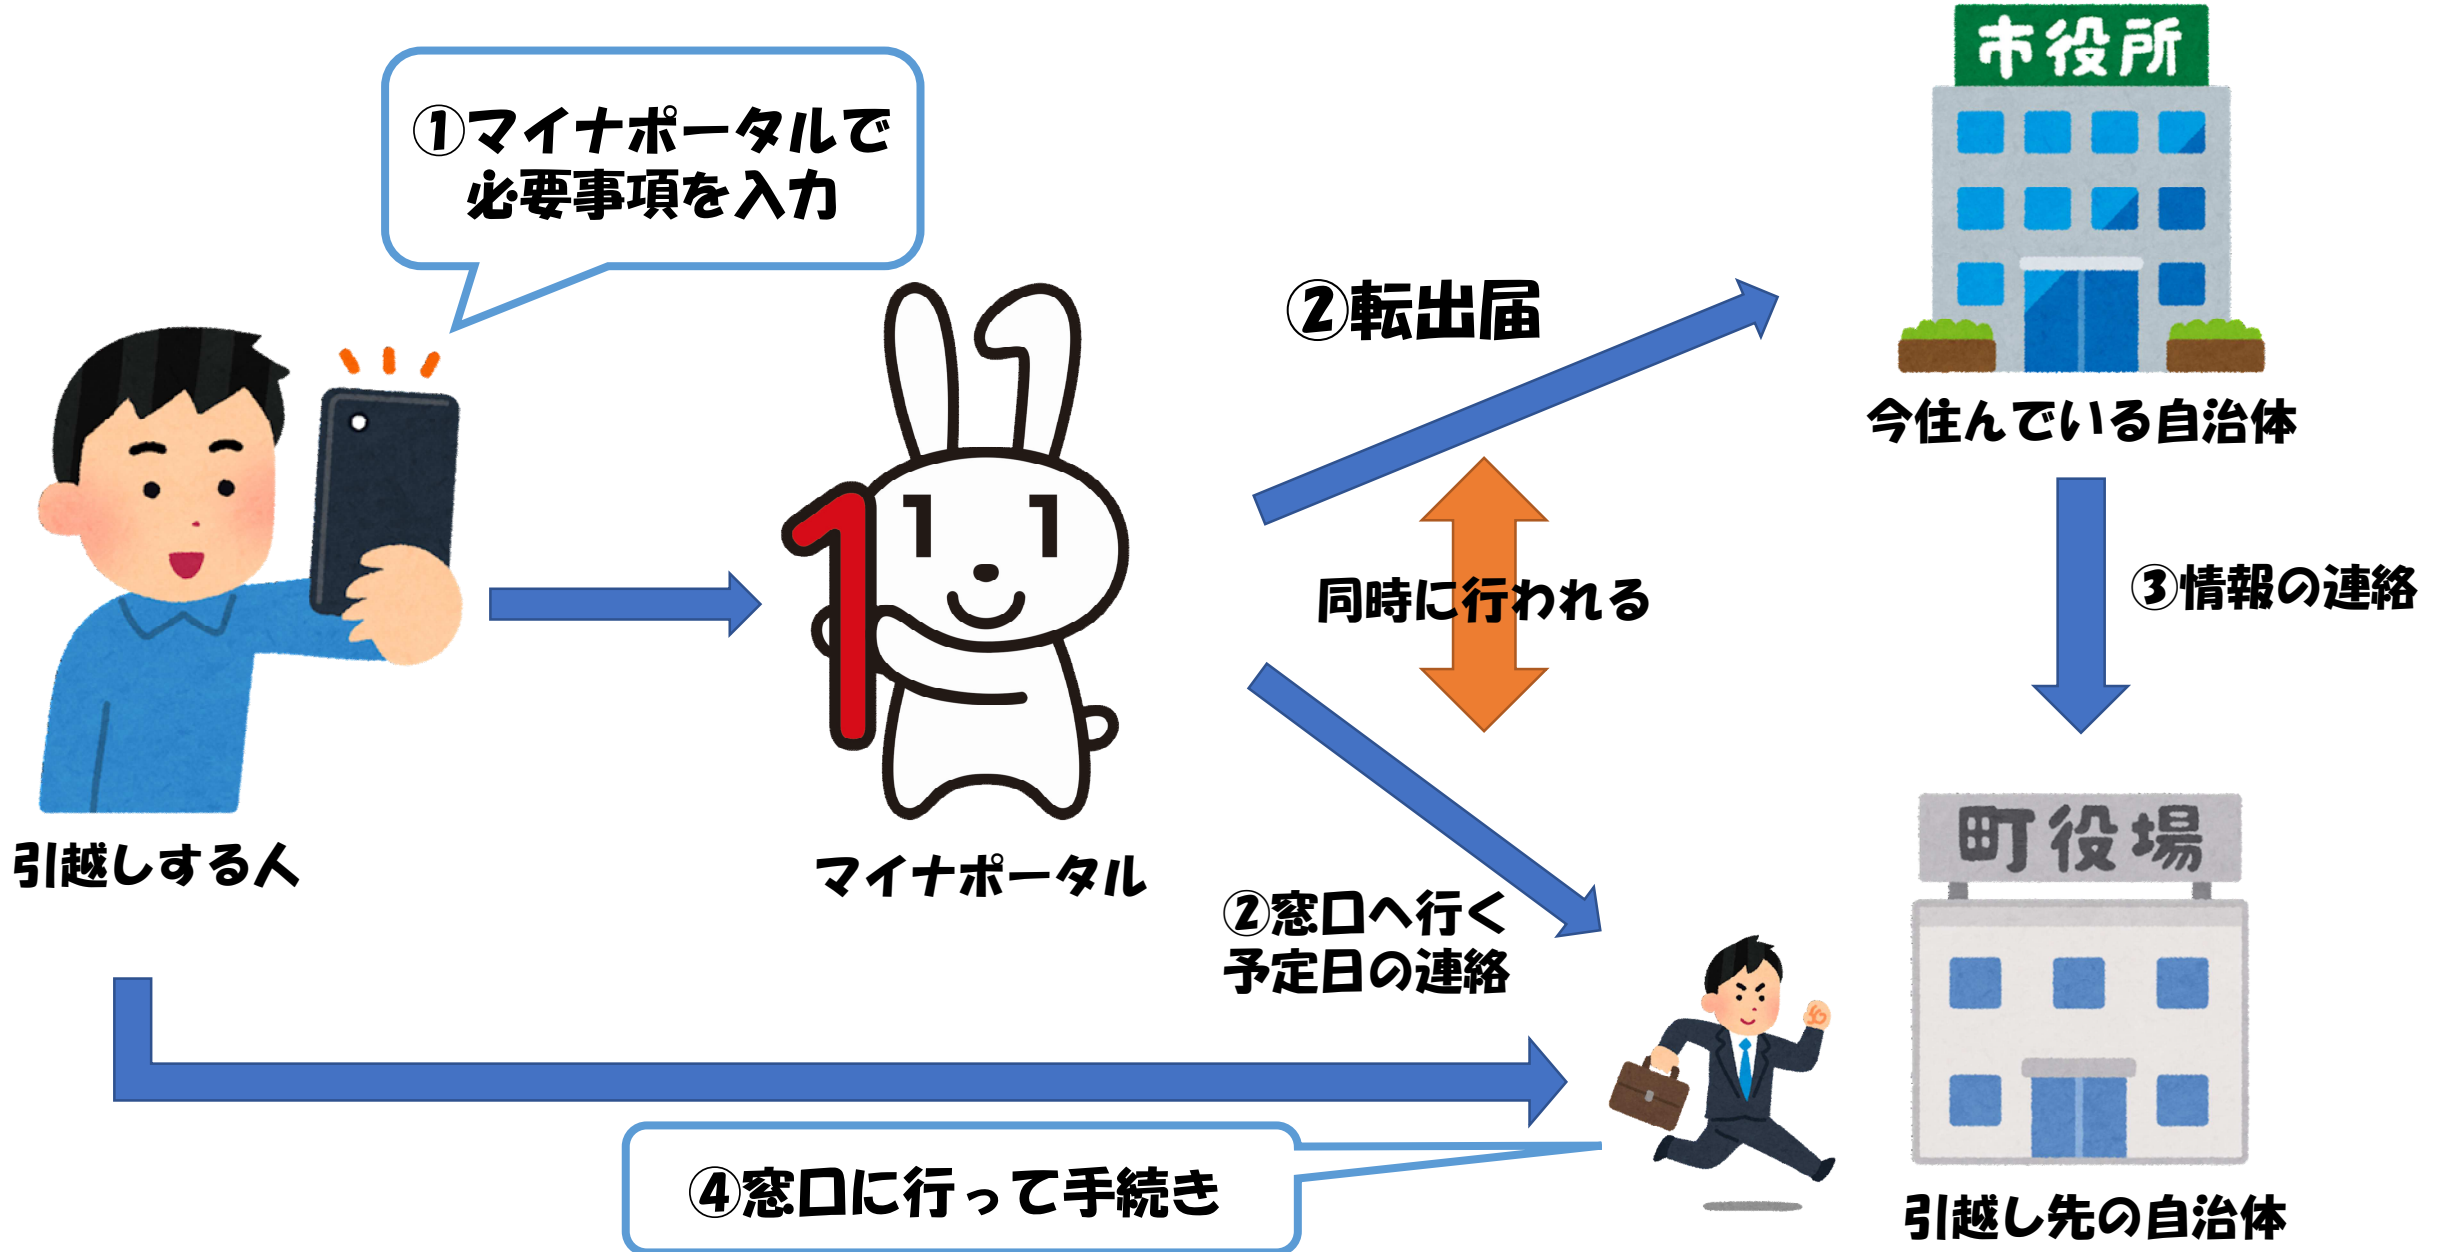 市役所
①マイナポータルで
必要事項を入力
②転出届
今住んでいる自治体
同時に行われる
③情報の連絡
町役場
引越しする人
マイナポータル
②窓口へ行く
予定日の連絡
④窓口に行って手続き
引越し先の自治体